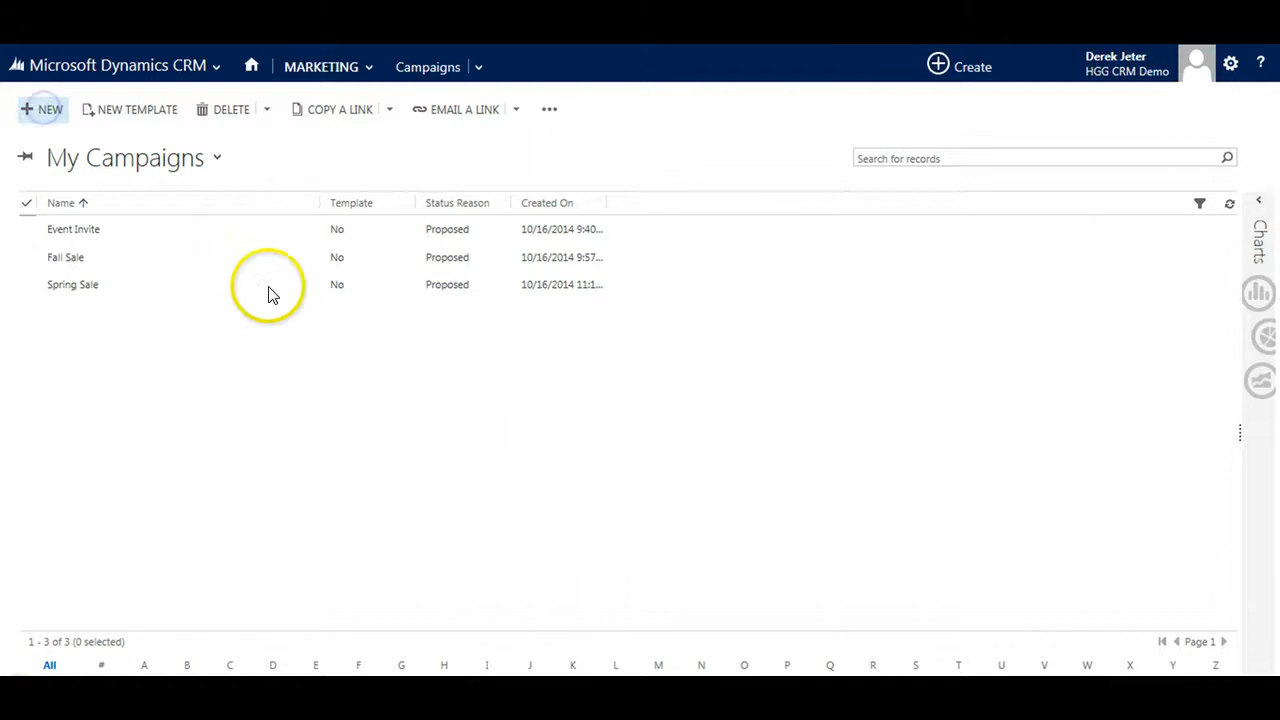 Microsoft Dynamics CRM
MARKETING
Campaigns
Create
Derek Jeter
HGG CRM Demo
?
NEW
NEW TEMPLATE
DELETE
COPY A LINK
EMAIL A LINK
My Campaigns
Search for records
Name Template Status Reason Created On
Event Invite No Proposed 10/16/2014 9:40...
Fall Sale No Proposed 10/16/2014 9:57...
Spring Sale No Proposed 10/16/2014 11:1...
Charts
1 - 3 of 3 (0 selected)
Page 1
All # A B C D E F G H I J K L M N O P Q R S T U V W X Y Z